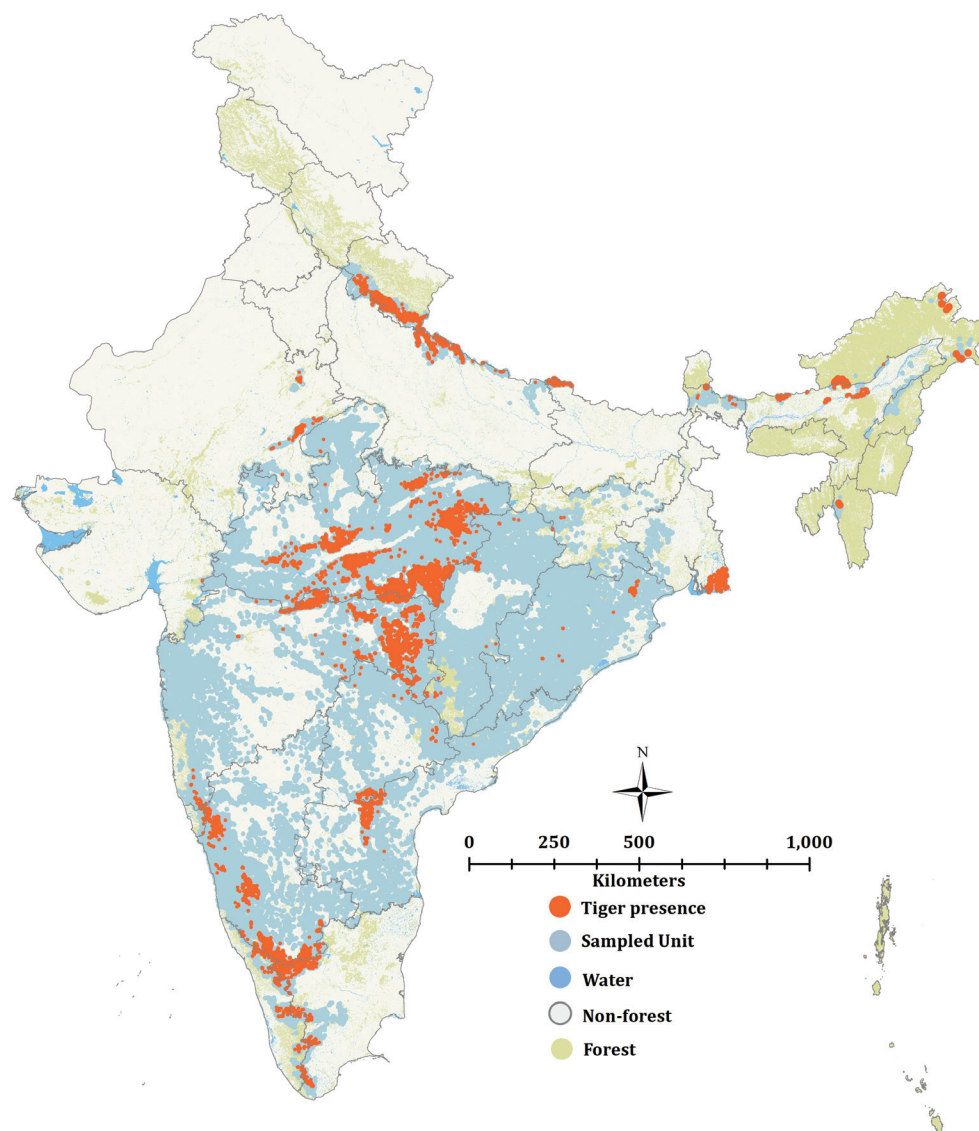 N
0 250 500 1,000
Kilometers
Tiger presence
Sampled Unit
Water
Non-forest
Forest